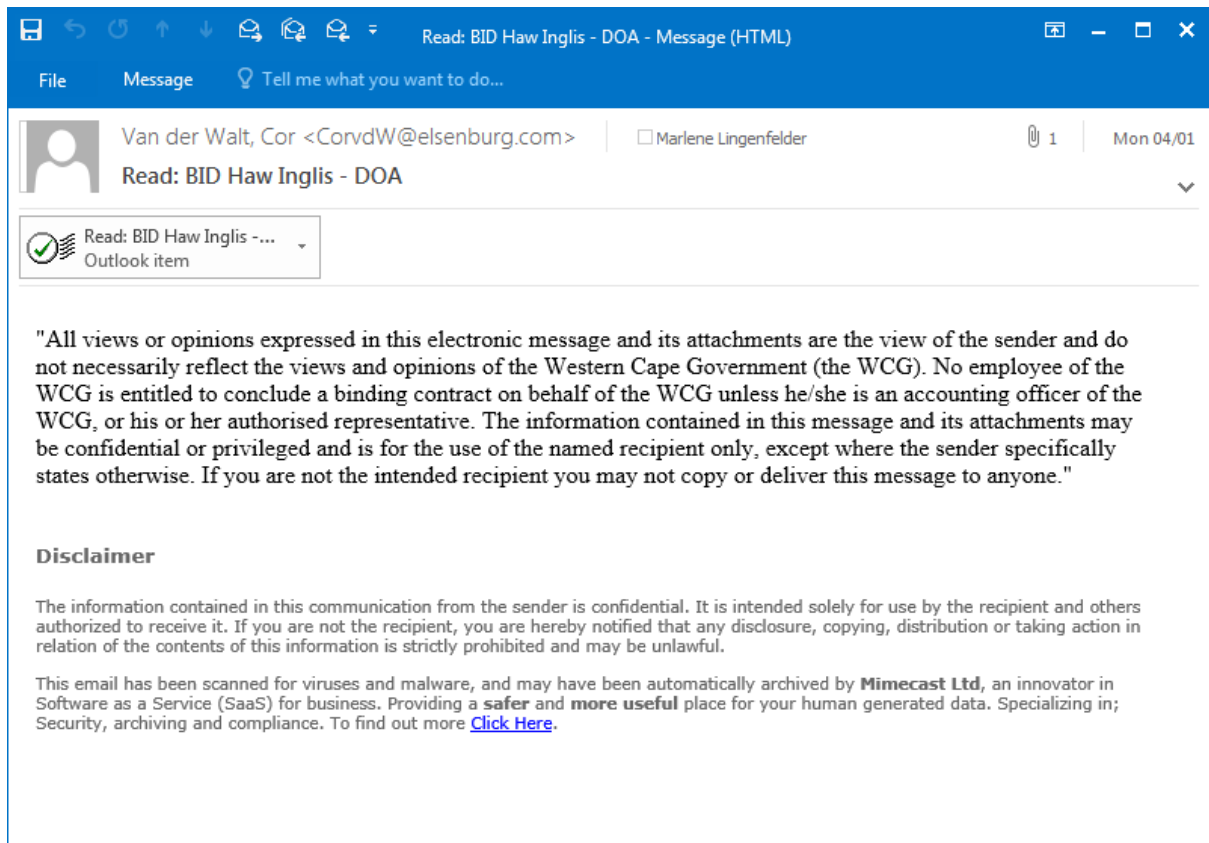 Read: BID Haw Inglis - DOA - Message (HTML)
File Message Tell me what you want to do...
Van der Walt, Cor <CorvdW@elsenburg.com> Marlene Lingenfelder 1 Mon 04/01
Read: BID Haw Inglis - DOA
Read: BID Haw Inglis -...
Outlook item
"All views or opinions expressed in this electronic message and its attachments are the view of the sender and do
not necessarily reflect the views and opinions of the Western Cape Government (the WCG). No employee of the
WCG is entitled to conclude a binding contract on behalf of the WCG unless he/she is an accounting officer of the
WCG, or his or her authorised representative. The information contained in this message and its attachments may
be confidential or privileged and is for the use of the named recipient only, except where the sender specifically
states otherwise. If you are not the intended recipient you may not copy or deliver this message to anyone."
Disclaimer
The information contained in this communication from the sender is confidential. It is intended solely for use by the recipient and others
authorized to receive it. If you are not the recipient, you are hereby notified that any disclosure, copying, distribution or taking action in
relation of the contents of this information is strictly prohibited and may be unlawful.
This email has been scanned for viruses and malware, and may have been automatically archived by Mimecast Ltd, an innovator in
Software as a Service (SaaS) for business. Providing a safer and more useful place for your human generated data. Specializing in;
Security, archiving and compliance. To find out more Click Here.